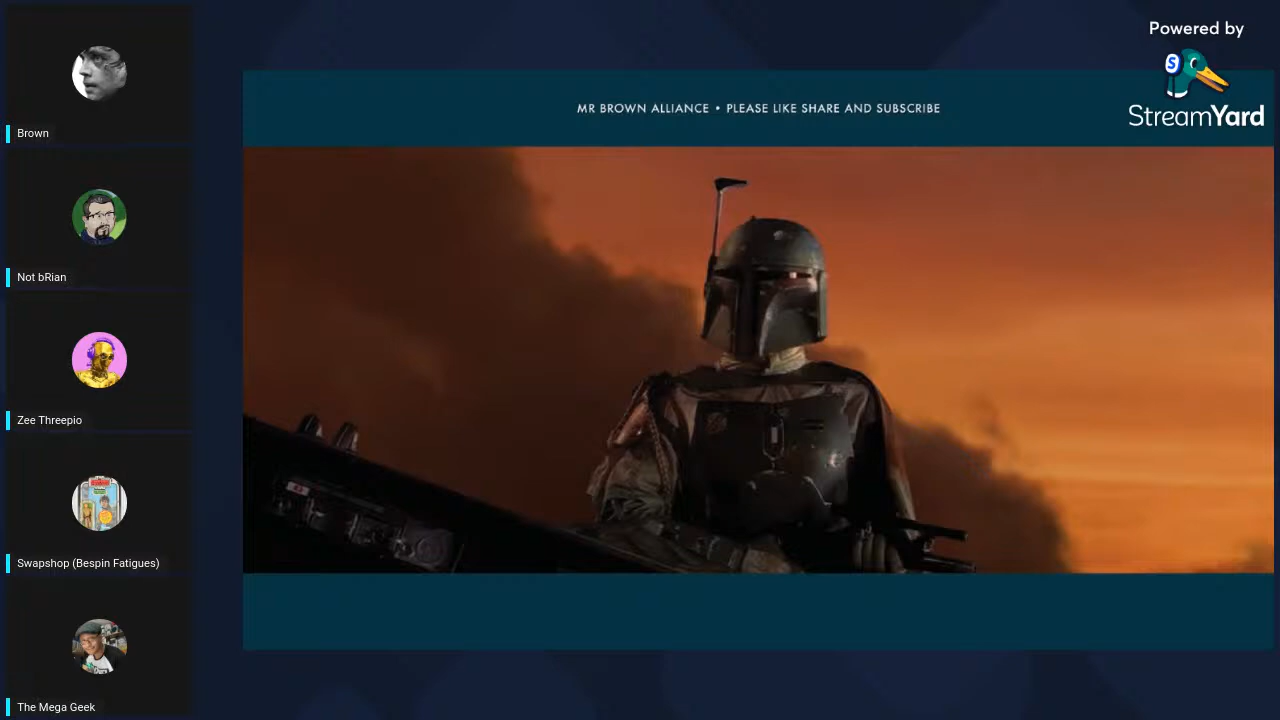 Powered by
StreamYard
MR BROWN ALLIANCE • PLEASE LIKE SHARE AND SUBSCRIBE
Brown
Not bRian
Zee Threepio
Swapshop (Bespin Fatigues)
The Mega Geek